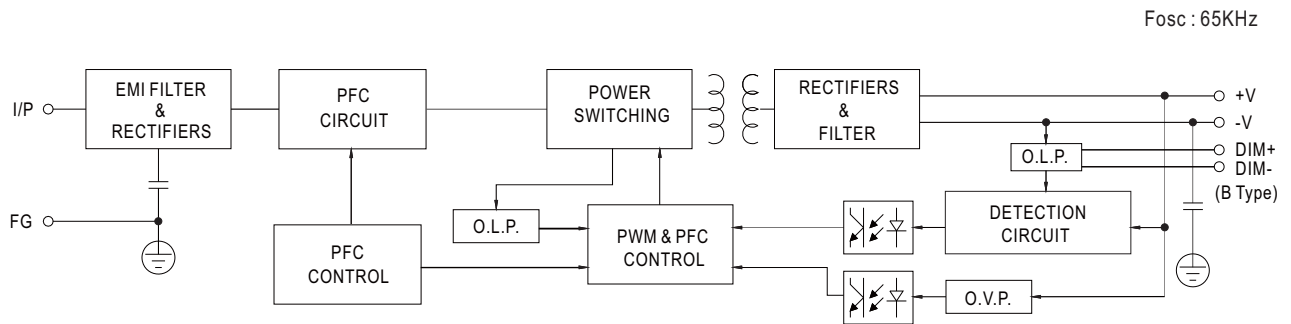 Fosc : 65KHz
I/P
EMI FILTER
&
RECTIFIERS
PFC
CIRCUIT
POWER
SWITCHING
RECTIFIERS
&
FILTER
+V
-V
O.L.P.
DIM+
DIM-
(B Type)
FG
O.L.P.
PFC
CONTROL
PWM & PFC
CONTROL
DETECTION
CIRCUIT
O.V.P.